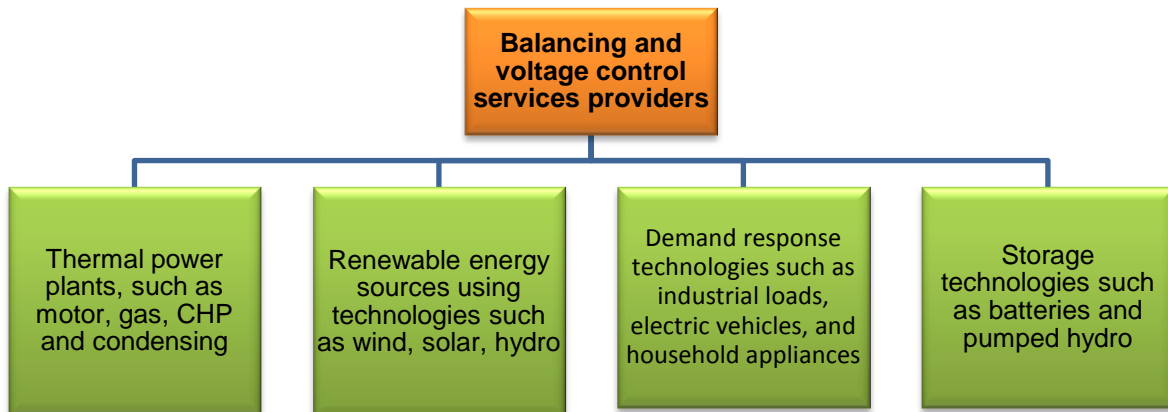 Balancing and
voltage control
services providers
Thermal power
plants, such as
motor, gas, CHP
and condensing
Renewable energy
sources using
technologies such
as wind, solar, hydro
Demand response
technologies such as
industrial loads,
electric vehicles, and
household appliances
Storage
technologies such
as batteries and
pumped hydro